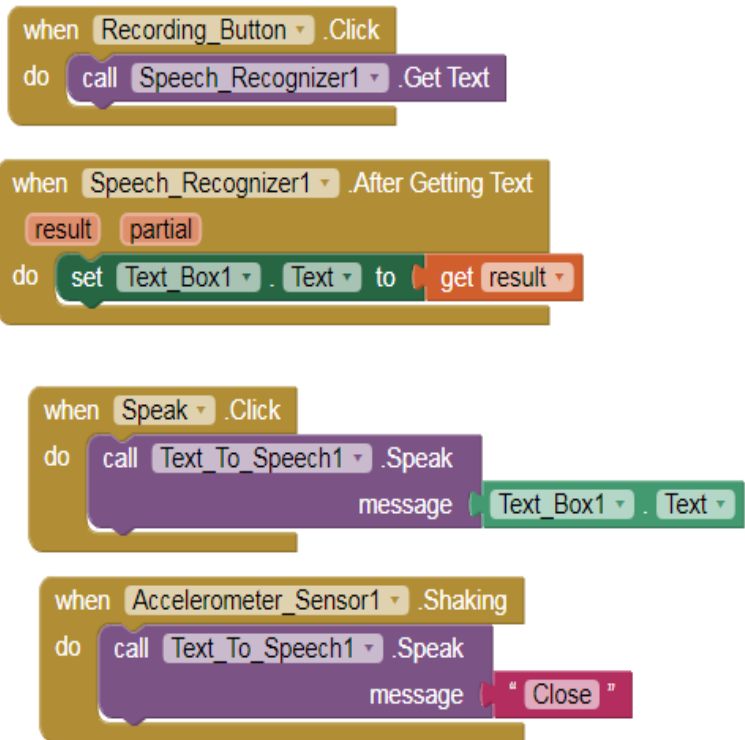 when Recording_Button .Click
do call Speech_Recognizer1 .Get Text
when Speech_Recognizer1 .After Getting Text
result partial
do set Text_Box1 . Text to get result
when Speak .Click
do call Text_To_Speech1 .Speak
message Text_Box1 . Text
when Accelerometer_Sensor1 .Shaking
do call Text_To_Speech1 .Speak
message “ Close ”